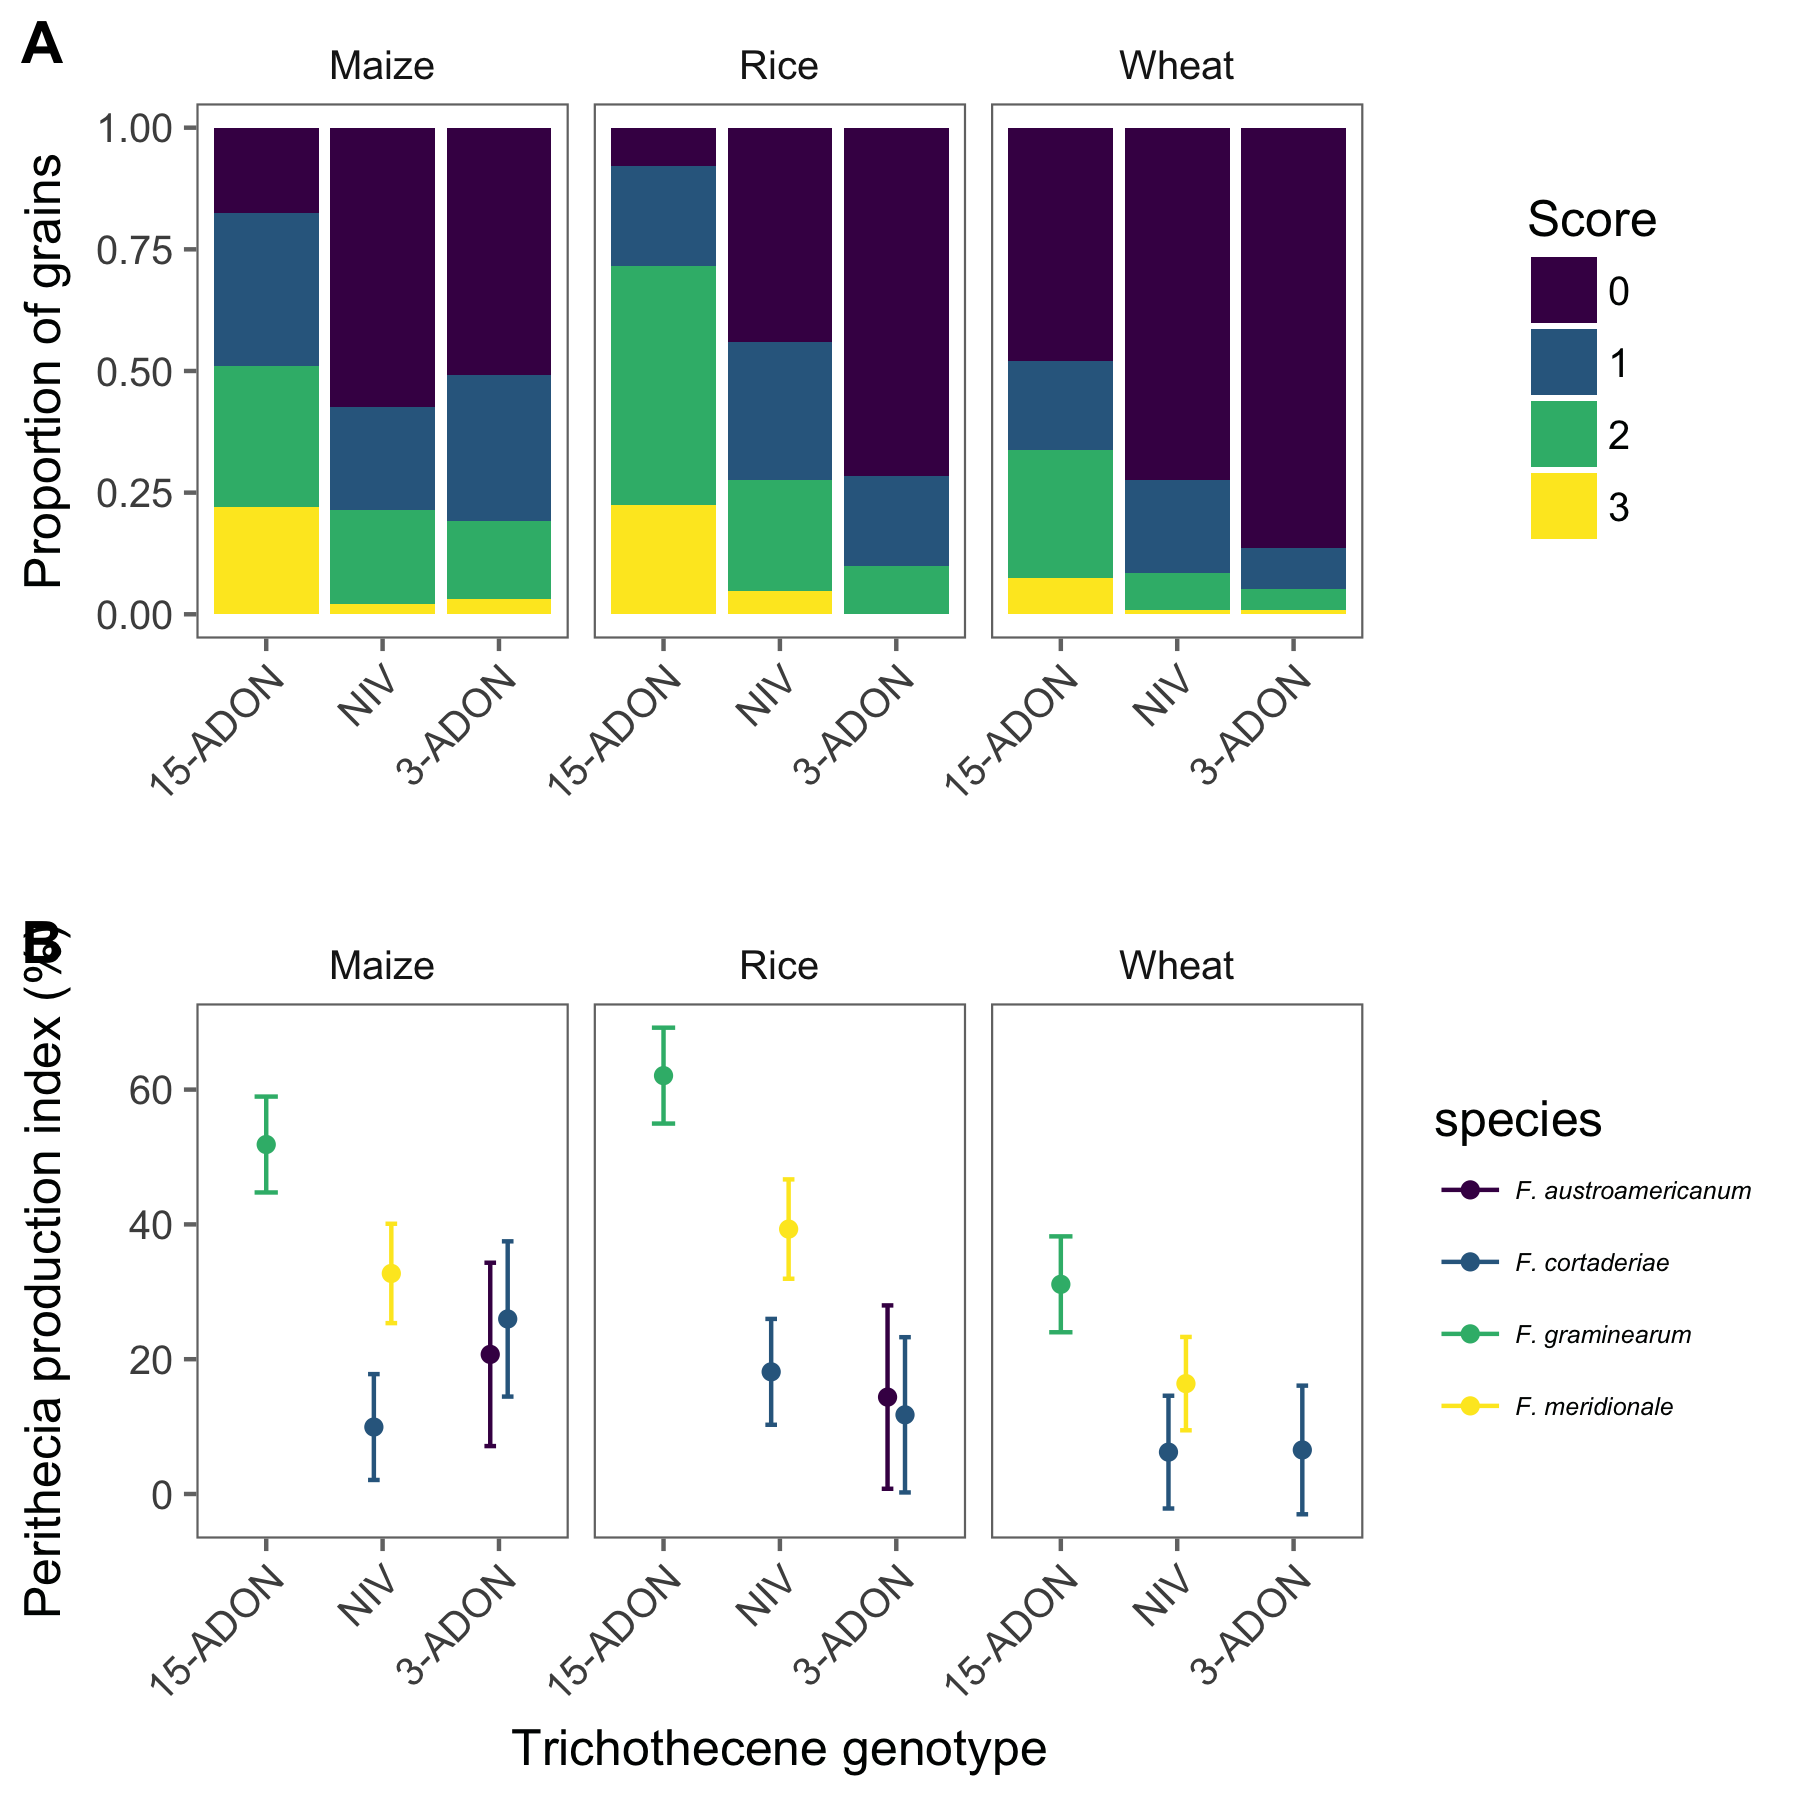 A
Maize Rice Wheat
Proportion of grains
1.00
0.75
0.50
0.25
0.00
15-ADON NIV 3-ADON 15-ADON NIV 3-ADON 15-ADON NIV 3-ADON
Score
0
1
2
3
B
Maize Rice Wheat
Perithecia production index (%)
60
40
20
0
15-ADON NIV 3-ADON 15-ADON NIV 3-ADON 15-ADON NIV 3-ADON
Trichothecene genotype
species
F. austroamericanum
F. cortaderiae
F. graminearum
F. meridionale